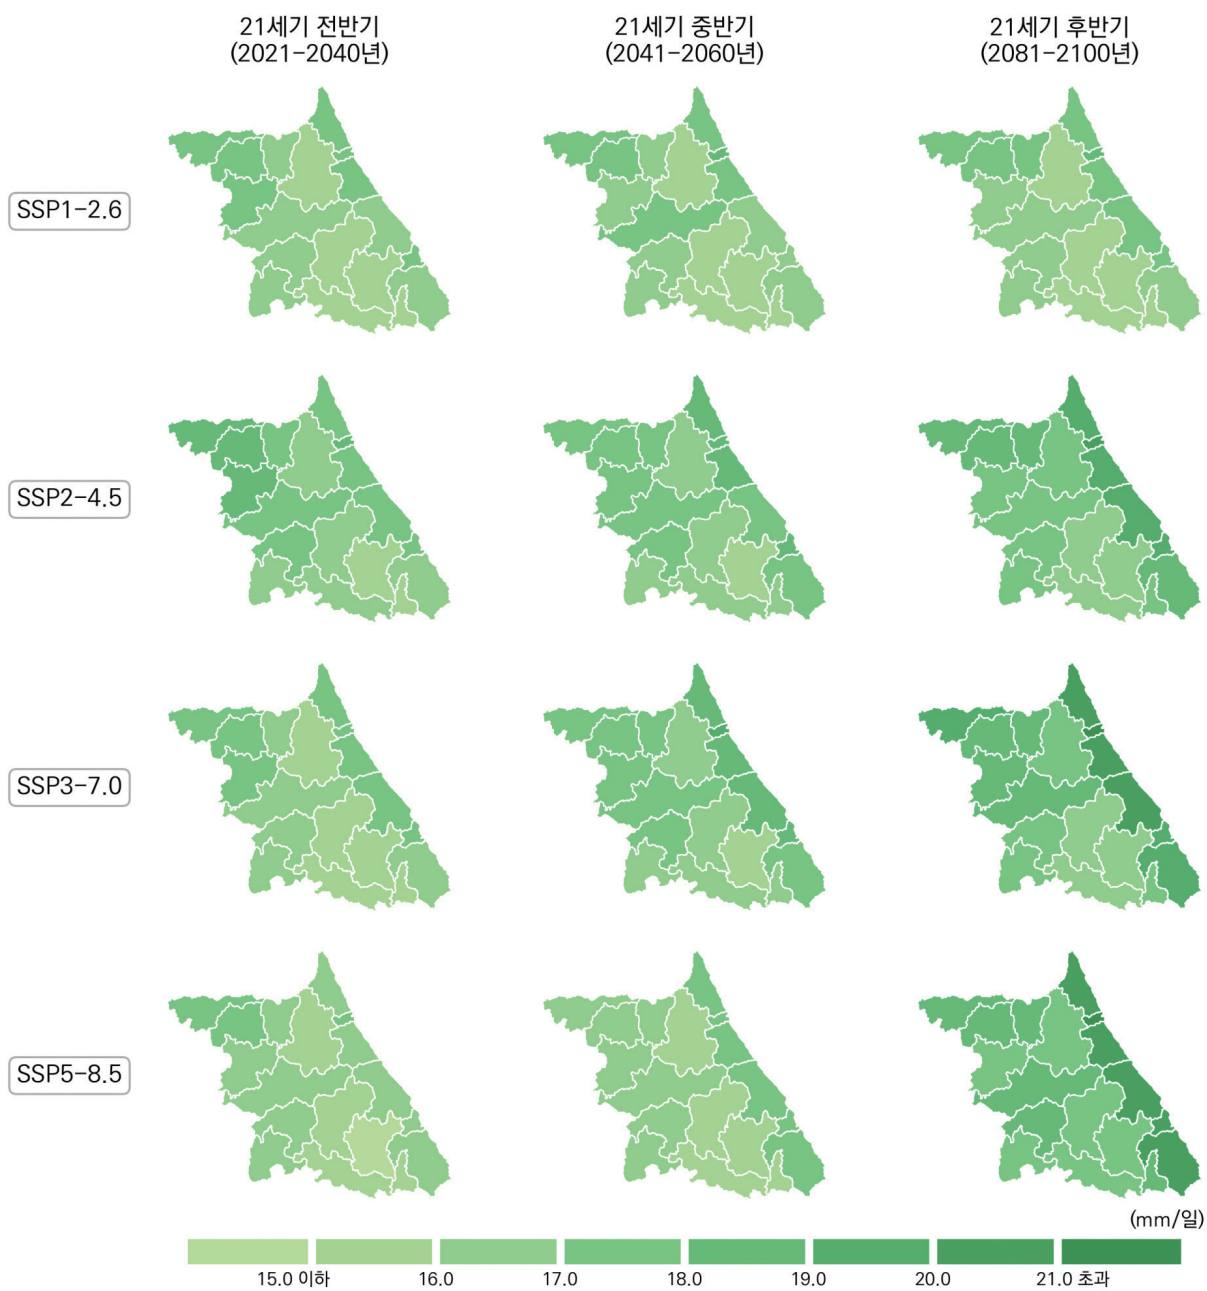 21세기 전반기
(2021-2040년)
21세기 중반기
(2041-2060년)
21세기 후반기
(2081-2100년)
SSP1-2.6
SSP2-4.5
SSP3-7.0
SSP5-8.5
(mm/일)
15.0 이하 16.0 17.0 18.0 19.0 20.0 21.0 초과